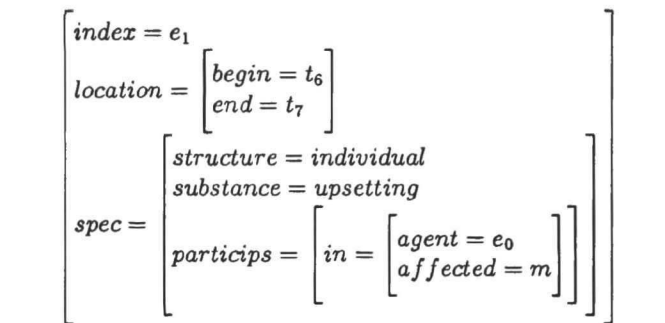 index = e₁
location = [begin = t₆
end = t₇]
spec = [structure = individual
substance = upsetting
particips = [in = [agent = e₀
affected = m]]]